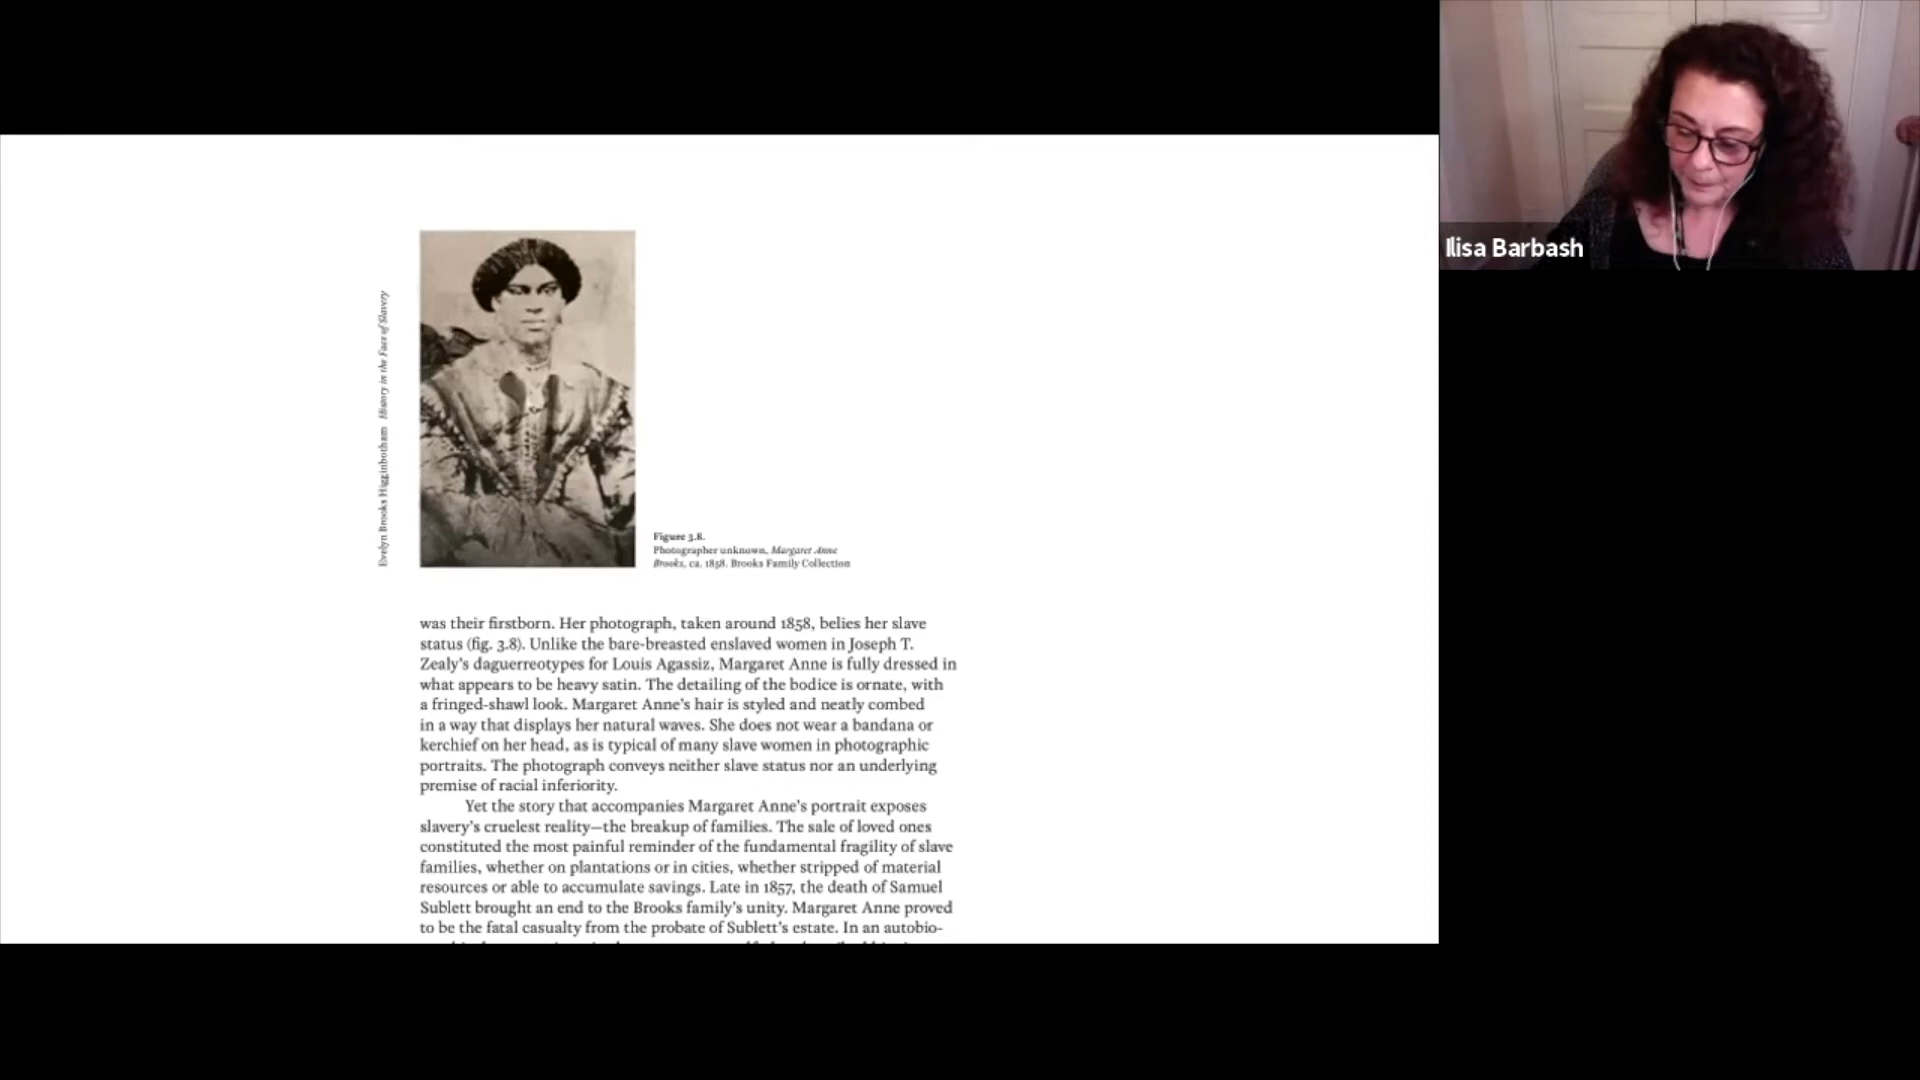 Ilisa Barbash
Evelyn Brooks Higginbotham History in the Face of Slavery
Figure 3.8.
Photographer unknown, Margaret Anne
Brooks, ca. 1858. Brooks Family Collection
was their firstborn. Her photograph, taken around 1858, belies her slave
status (fig. 3.8). Unlike the bare-breasted enslaved women in Joseph T.
Zealy's daguerreotypes for Louis Agassiz, Margaret Anne is fully dressed in
what appears to be heavy satin. The detailing of the bodice is ornate, with
a fringed-shawl look. Margaret Anne's hair is styled and neatly combed
in a way that displays her natural waves. She does not wear a bandana or
kerchief on her head, as is typical of many slave women in photographic
portraits. The photograph conveys neither slave status nor an underlying
premise of racial inferiority.
Yet the story that accompanies Margaret Anne's portrait exposes
slavery's cruelest reality—the breakup of families. The sale of loved ones
constituted the most painful reminder of the fundamental fragility of slave
families, whether on plantations or in cities, whether stripped of material
resources or able to accumulate savings. Late in 1857, the death of Samuel
Sublett brought an end to the Brooks family's unity. Margaret Anne proved
to be the fatal casualty from the probate of Sublett's estate. In an autobio-